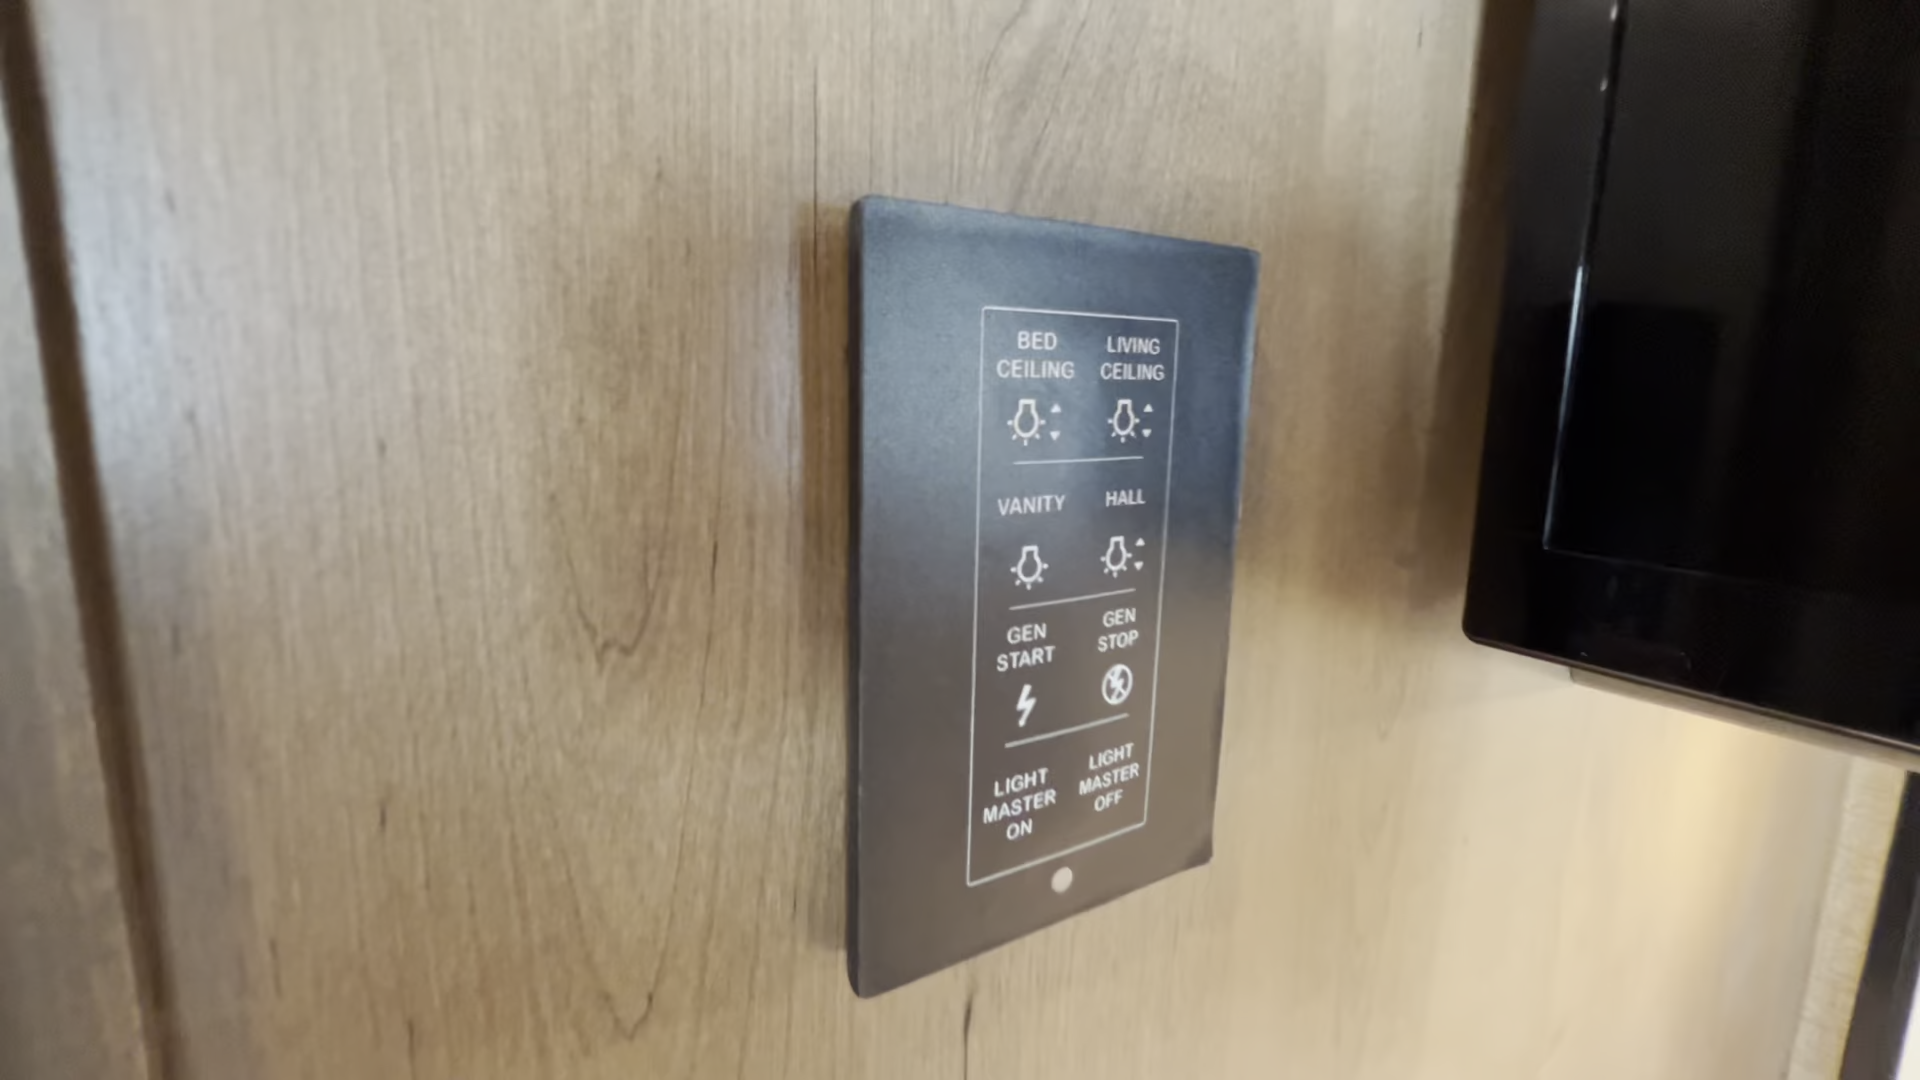 BED
CEILING
LIVING
CEILING
VANITY
HALL
GEN
START
GEN
STOP
LIGHT
MASTER
ON
LIGHT
MASTER
OFF